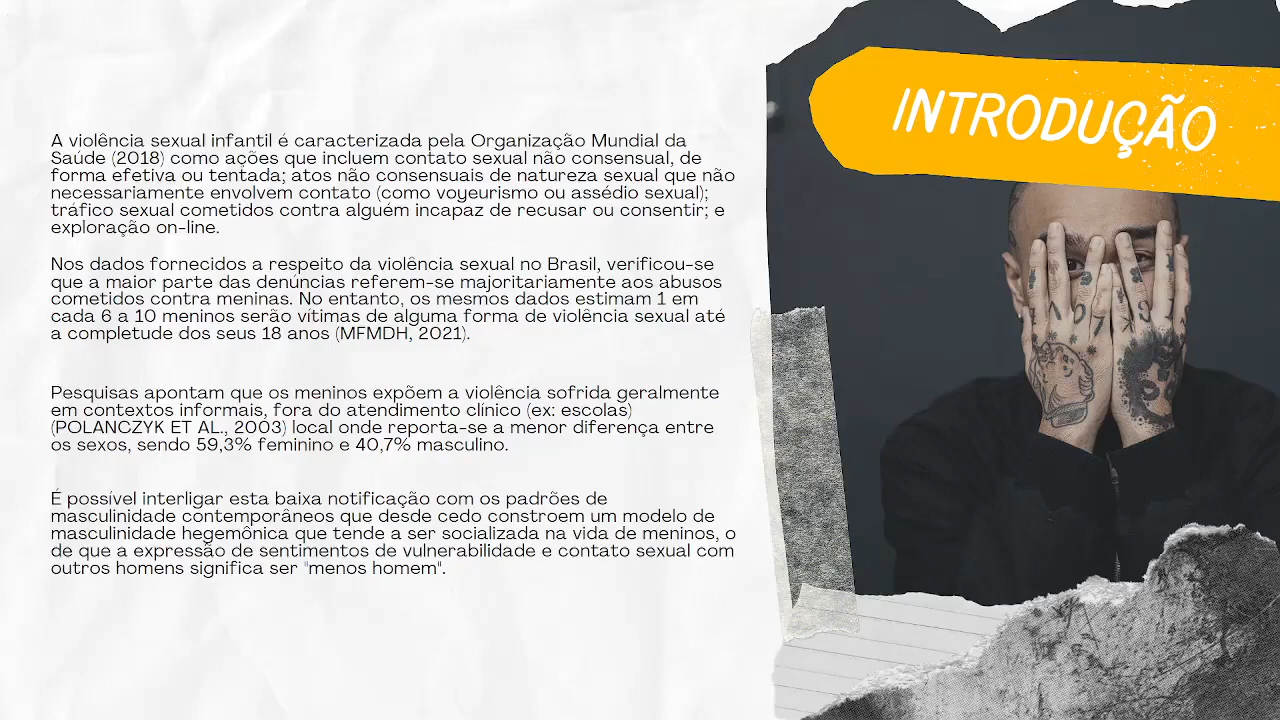 INTRODUÇÃO
A violência sexual infantil é caracterizada pela Organização Mundial da
Saúde (2018) como ações que incluem contato sexual não consensual, de
forma efetiva ou tentada; atos não consensuais de natureza sexual que não
necessariamente envolvem contato (como voyeurismo ou assédio sexual);
tráfico sexual cometidos contra alguém incapaz de recusar ou consentir; e
exploração on-line.
Nos dados fornecidos a respeito da violência sexual no Brasil, verificou-se
que a maior parte das denúncias referem-se majoritariamente aos abusos
cometidos contra meninas. No entanto, os mesmos dados estimam 1 em
cada 6 a 10 meninos serão vítimas de alguma forma de violência sexual até
a completude dos seus 18 anos (MFMDH, 2021).
Pesquisas apontam que os meninos expõem a violência sofrida geralmente
em contextos informais, fora do atendimento clínico (ex: escolas)
(POLANCZYK ET AL., 2003) local onde reporta-se a menor diferença entre
os sexos, sendo 59,3% feminino e 40,7% masculino.
É possível interligar esta baixa notificação com os padrões de
masculinidade contemporâneos que desde cedo constroem um modelo de
masculinidade hegemônica que tende a ser socializada na vida de meninos, o
de que a expressão de sentimentos de vulnerabilidade e contato sexual com
outros homens significa ser "menos homem".